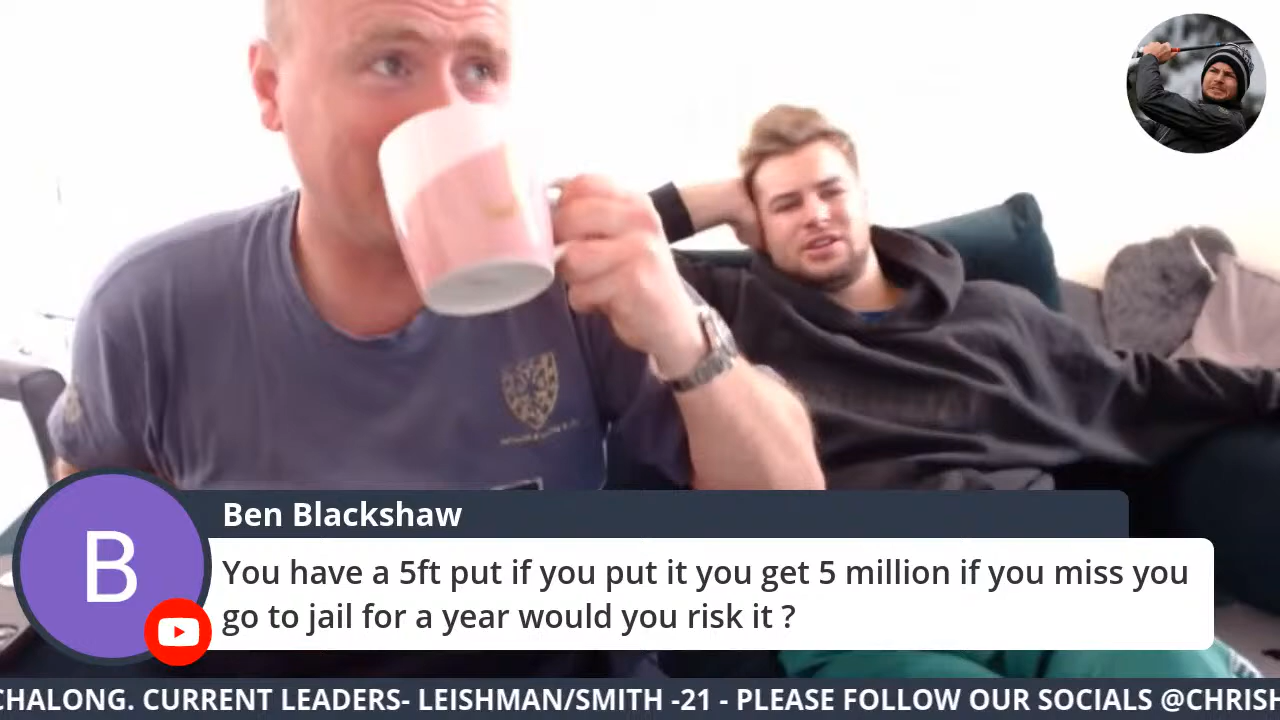 Ben Blackshaw
B
You have a 5ft put if you put it you get 5 million if you miss you
go to jail for a year would you risk it ?
CHALONG. CURRENT LEADERS- LEISHMAN/SMITH -21 - PLEASE FOLLOW OUR SOCIALS @CHRISH